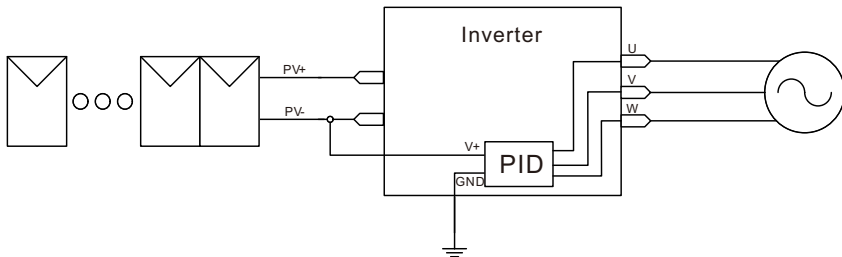 Inverter
U
PV+
V
PV-
W
V+
PID
GND